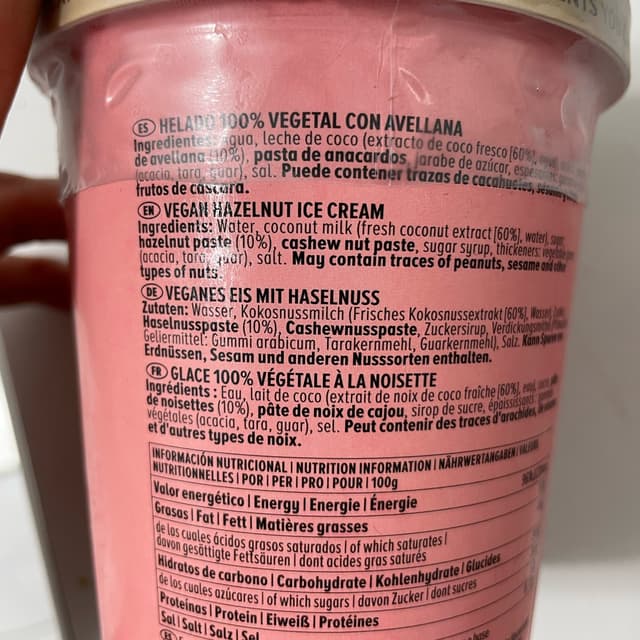 ENTS YOU
ES HELADO 100% VEGETAL CON AVELLANA
Ingredientes: Agua, leche de coco (extracto de coco fresco [60%],
de avellana (10%), pasta de anacardos, jarabe de azúcar,
(acacia, tara, guar), sal. Puede contener trazas de cacahuetes,
frutos de cáscara.
EN VEGAN HAZELNUT ICE CREAM
Ingredients: Water, coconut milk (fresh coconut extract [60%], water), sugar,
hazelnut paste (10%), cashew nut paste, sugar syrup, thickeners: vegetable
(acacia, tara, guar), salt. May contain traces of peanuts, sesame and other
types of nuts.
DE VEGANES EIS MIT HASELNUSS
Zutaten: Wasser, Kokosnussmilch (Frisches Kokosnussextrakt [60%], Wasser),
Haselnusspaste (10%), Cashewnusspaste, Zuckersirup, Verdickungsmittel
Geliermittel: Gummi arabicum, Tarakernmehl, Guarkernmehl), Salz. Kann Spuren von
Erdnüssen, Sesam und anderen Nusssorten enthalten.
FR GLACE 100% VÉGÉTALE À LA NOISETTE
Ingrédients : Eau, lait de coco (extrait de noix de coco fraîche [60%], eau),
de noisettes (10%), pâte de noix de cajou, sirop de sucre, épaississants
végétales (acacia, tara, guar), sel. Peut contenir des traces d'arachides,
et d'autres types de noix.
INFORMACIÓN NUTRICIONAL | NUTRITION INFORMATION | NÄHRWERTANGABEN | VALEURS
NUTRITIONNELLES | POR | PER | PRO | POUR | 100g
Valor energético | Energy | Energie | Énergie
Grasas | Fat | Fett | Matières grasses
de las cuales ácidos grasos saturados | of which saturates |
davon gesättigte Fettsäuren | dont acides gras saturés
Hidratos de carbono | Carbohydrate | Kohlenhydrate | Glucides
de los cuales azúcares | of which sugars | davon Zucker | dont sucres
Proteínas | Protein | Eiweiß | Protéines
Sal | Salt | Salz | Sel